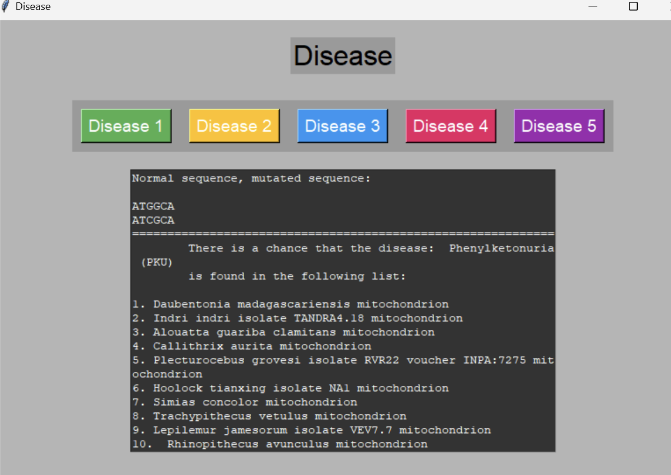 Disease
Disease
Disease 1 Disease 2 Disease 3 Disease 4 Disease 5
Normal sequence, mutated sequence:
ATGGCA
ATCGCA
============================================================
There is a chance that the disease:  Phenylketonuria
(PKU)
is found in the following list:
1. Daubentonia madagascariensis mitochondrion
2. Indri indri isolate TANDRA4.18 mitochondrion
3. Alouatta guariba clamitans mitochondrion
4. Callithrix aurita mitochondrion
5. Plecturocebus grovesi isolate RVR22 voucher INPA:7275 mit
ochondrion
6. Hoolock tianxing isolate NA1 mitochondrion
7. Simias concolor mitochondrion
8. Trachypithecus vetulus mitochondrion
9. Lepilemur jamesorum isolate VEV7.7 mitochondrion
10.  Rhinopithecus avunculus mitochondrion